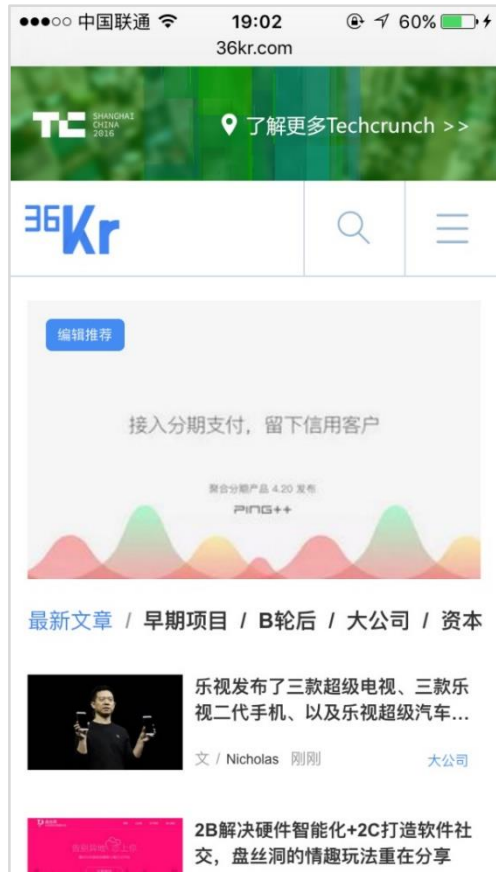 中国联通 19:02 60%
36kr.com
TC SHANGHAI
CHINA
2016
了解更多Techcrunch >>
36Kr
编辑推荐
接入分期支付，留下信用客户
聚合分期产品 4.20 发布
PING++
最新文章 / 早期项目 / B轮后 / 大公司 / 资本
乐视发布了三款超级电视、三款乐
视二代手机、以及乐视超级汽车...
文 / Nicholas 刚刚 大公司
2B解决硬件智能化+2C打造软件社
交，盘丝洞的情趣玩法重在分享